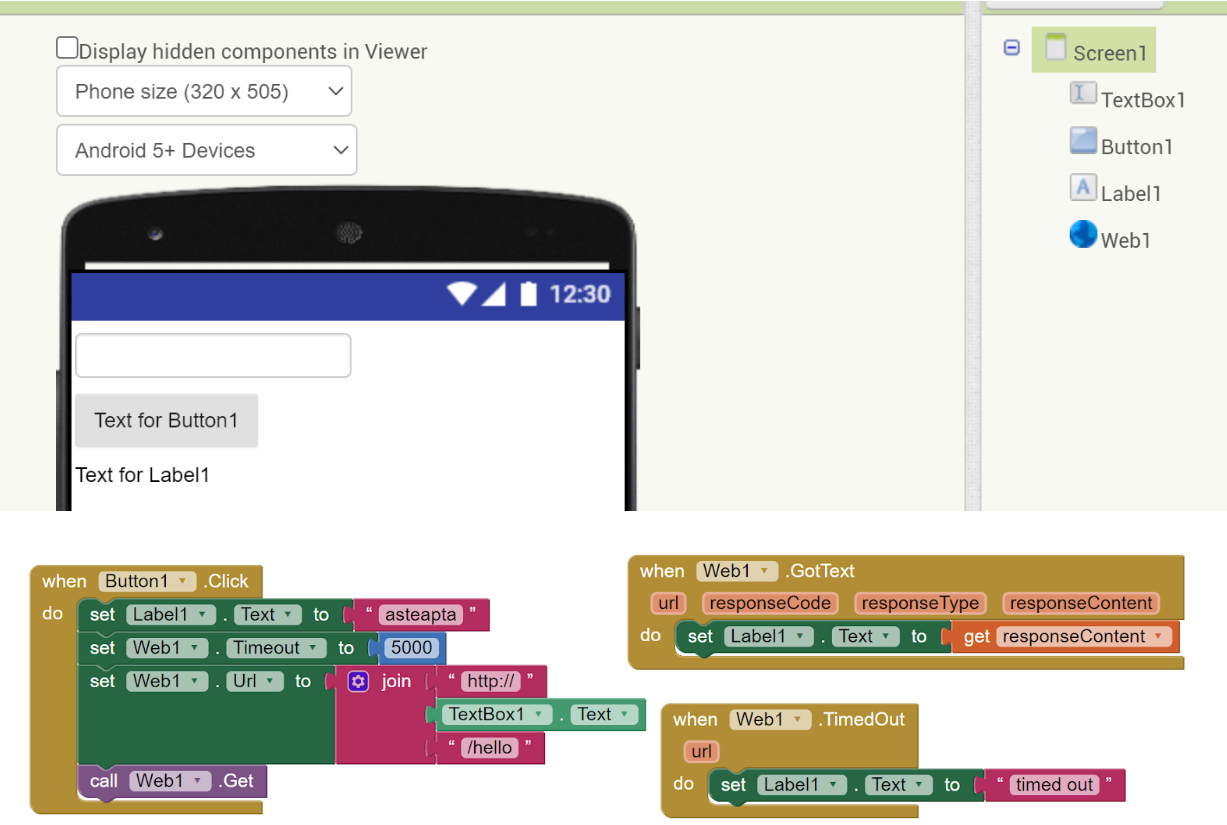 Display hidden components in Viewer
Phone size (320 x 505)
Android 5+ Devices
12:30
Text for Button1
Text for Label1
Screen1
TextBox1
Button1
Label1
Web1
when Button1 .Click
do set Label1 . Text to “ asteapta ”
set Web1 . Timeout to 5000
set Web1 . Url to join “ http:// ”
TextBox1 . Text
“ /hello ”
call Web1 .Get
when Web1 .GotText
url responseCode responseType responseContent
do set Label1 . Text to get responseContent
when Web1 .TimedOut
url
do set Label1 . Text to “ timed out ”